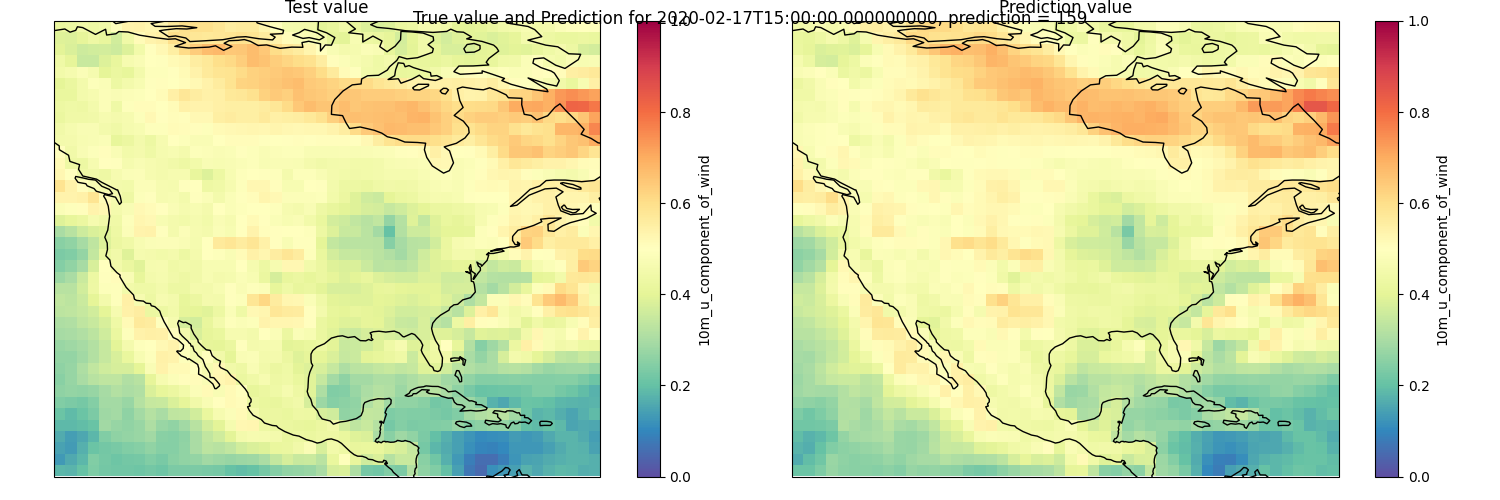 Test value
Prediction value
True value and Prediction for 2020-02-17T15:00:00.000000000, prediction = 159
1.0
0.8
0.6
0.4
0.2
0.0
10m_u_component_of_wind
1.0
0.8
0.6
0.4
0.2
0.0
10m_u_component_of_wind